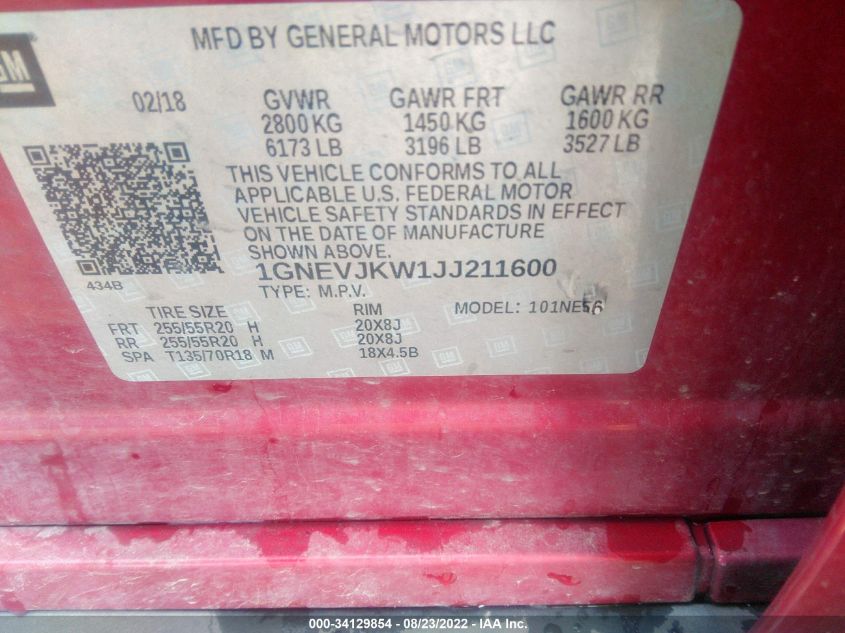 GM
MFD BY GENERAL MOTORS LLC
02/18 GVWR GAWR FRT GAWR RR
2800 KG 1450 KG 1600 KG
6173 LB 3196 LB 3527 LB
THIS VEHICLE CONFORMS TO ALL
APPLICABLE U.S. FEDERAL MOTOR
VEHICLE SAFETY STANDARDS IN EFFECT
ON THE DATE OF MANUFACTURE
SHOWN ABOVE.
434B 1GNEVJKW1JJ211600
TYPE: M.P.V. MODEL: 101NE56
TIRE SIZE RIM
FRT 255/55R20 H 20X8J
RR 255/55R20 H 20X8J
SPA T135/70R18 M 18X4.5B
000-34129854 / 08/23/2022 - © IAA Inc.